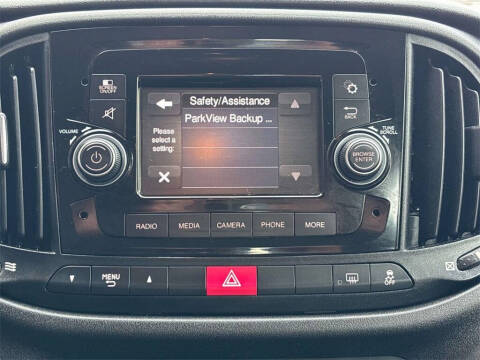 SCREEN
ON/OFF
Safety/Assistance
ParkView Backup ...
Please
select a
setting:
BACK
VOLUME
TUNE
SCROLL
BROWSE
ENTER
RADIO
MEDIA
CAMERA
PHONE
MORE
MENU
OFF